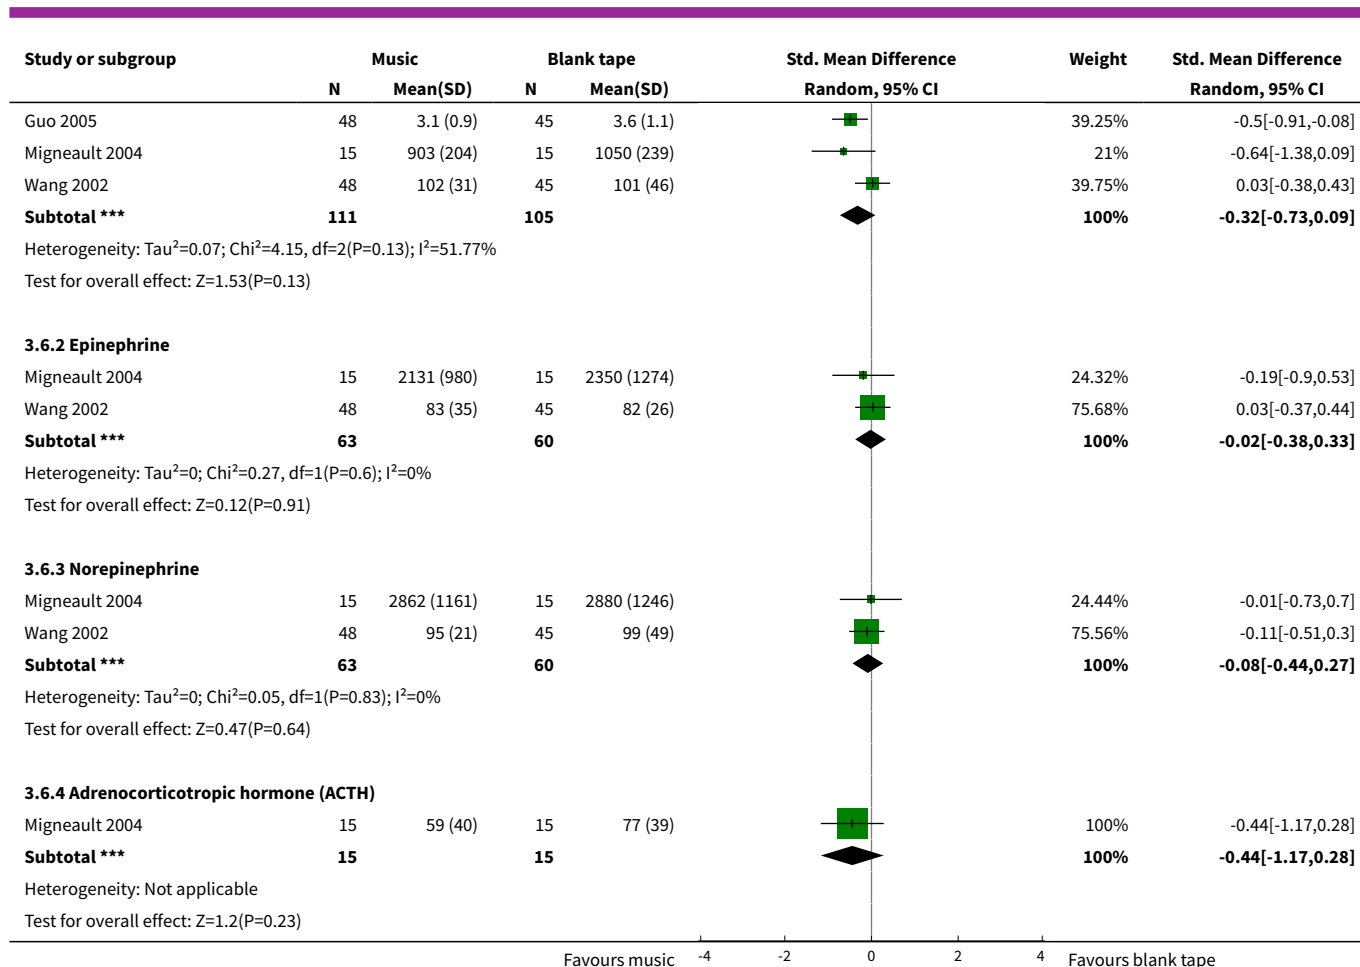 Study or subgroup Music Blank tape Std. Mean Difference Weight Std. Mean Difference
N Mean(SD) N Mean(SD) Random, 95% CI Random, 95% CI
Guo 2005 48 3.1 (0.9) 45 3.6 (1.1) 39.25% -0.5[-0.91,-0.08]
Migneault 2004 15 903 (204) 15 1050 (239) 21% -0.64[-1.38,0.09]
Wang 2002 48 102 (31) 45 101 (46) 39.75% 0.03[-0.38,0.43]
Subtotal *** 111 105 100% -0.32[-0.73,0.09]
Heterogeneity: Tau²=0.07; Chi²=4.15, df=2(P=0.13); I²=51.77%
Test for overall effect: Z=1.53(P=0.13)
3.6.2 Epinephrine
Migneault 2004 15 2131 (980) 15 2350 (1274) 24.32% -0.19[-0.9,0.53]
Wang 2002 48 83 (35) 45 82 (26) 75.68% 0.03[-0.37,0.44]
Subtotal *** 63 60 100% -0.02[-0.38,0.33]
Heterogeneity: Tau²=0; Chi²=0.27, df=1(P=0.6); I²=0%
Test for overall effect: Z=0.12(P=0.91)
3.6.3 Norepinephrine
Migneault 2004 15 2862 (1161) 15 2880 (1246) 24.44% -0.01[-0.73,0.7]
Wang 2002 48 95 (21) 45 99 (49) 75.56% -0.11[-0.51,0.3]
Subtotal *** 63 60 100% -0.08[-0.44,0.27]
Heterogeneity: Tau²=0; Chi²=0.05, df=1(P=0.83); I²=0%
Test for overall effect: Z=0.47(P=0.64)
3.6.4 Adrenocorticotropic hormone (ACTH)
Migneault 2004 15 59 (40) 15 77 (39) 100% -0.44[-1.17,0.28]
Subtotal *** 15 15 100% -0.44[-1.17,0.28]
Heterogeneity: Not applicable
Test for overall effect: Z=1.2(P=0.23)
Favours music -4 -2 0 2 4 Favours blank tape